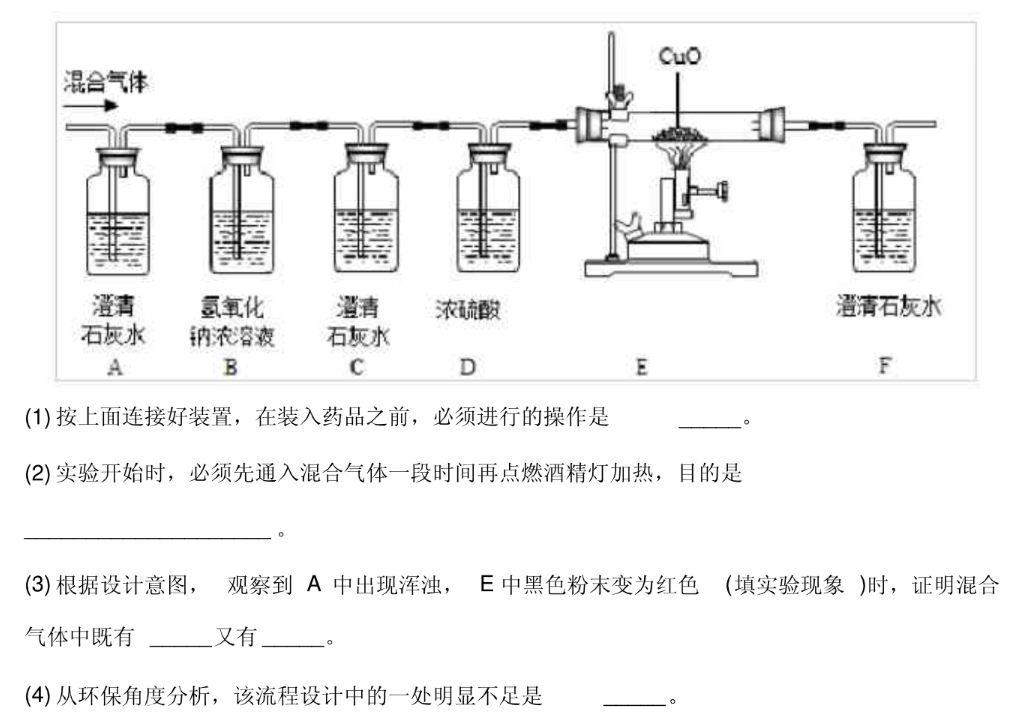 CuO
混合气体
澄清
石灰水
氢氧化
钠浓溶液
澄清
石灰水
浓硫酸
澄清石灰水
A B C D E F
(1) 按上面连接好装置，在装入药品之前，必须进行的操作是 _____。
(2) 实验开始时，必须先通入混合气体一段时间再点燃酒精灯加热，目的是
____________________ 。
(3) 根据设计意图， 观察到 A 中出现浑浊， E 中黑色粉末变为红色 (填实验现象 )时，证明混合
气体中既有 _____又有_____。
(4) 从环保角度分析，该流程设计中的一处明显不足是 _____。